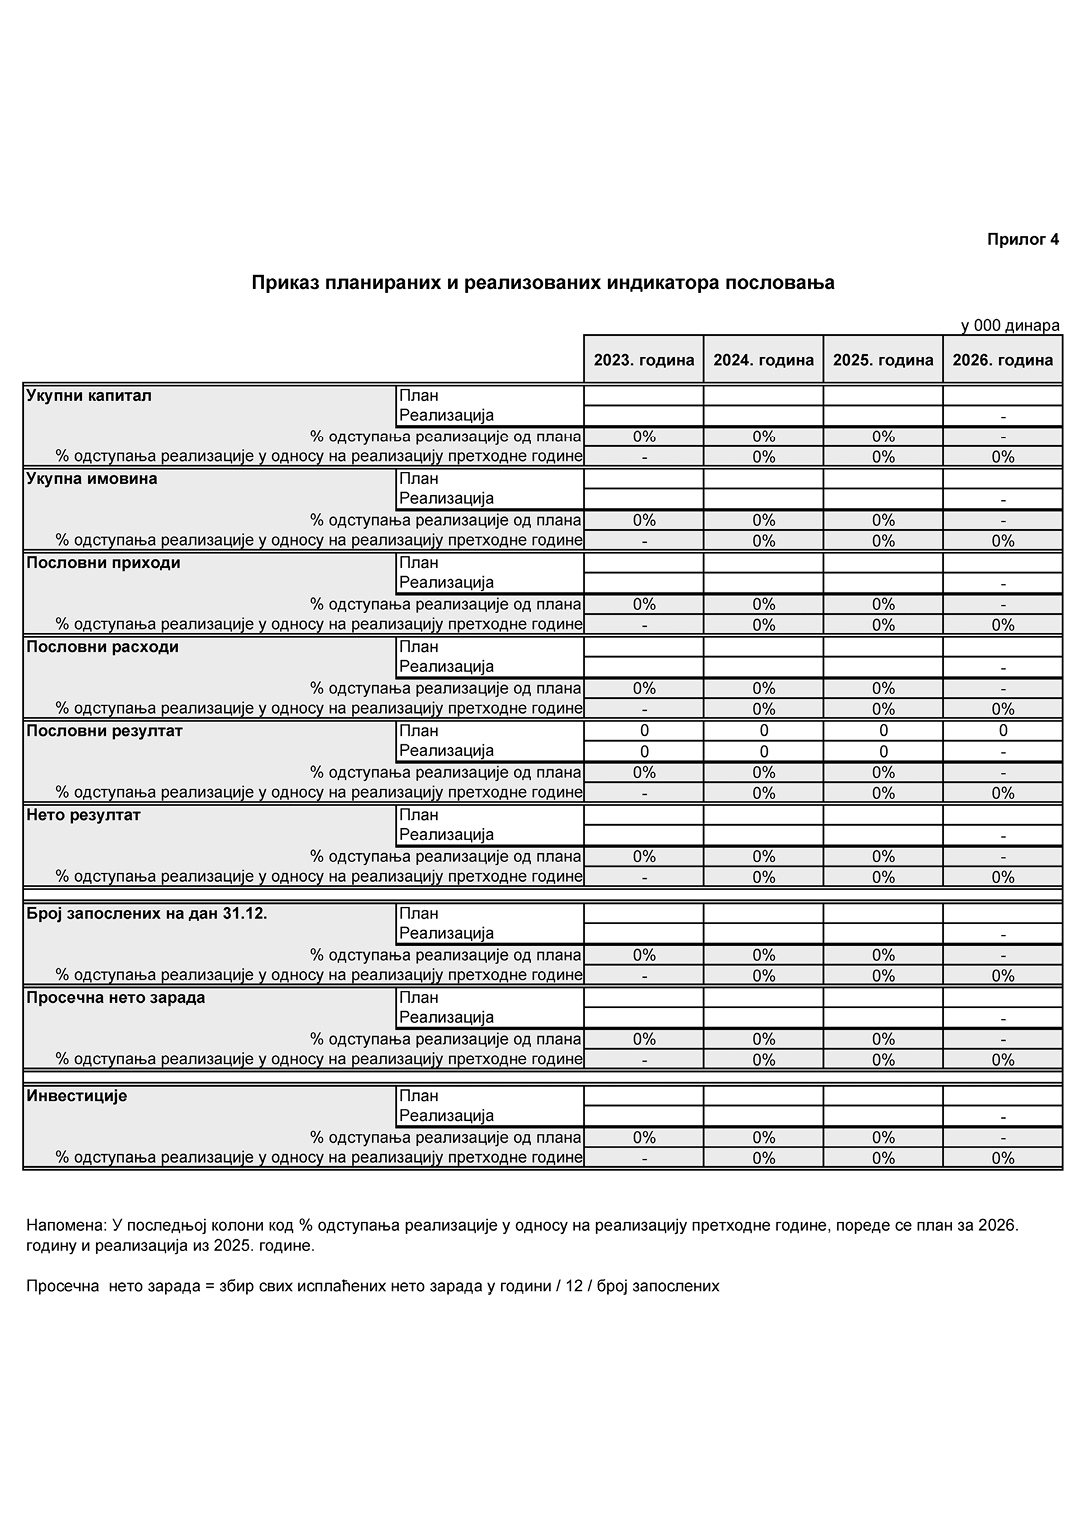 Прилог 4
Приказ планираних и реализованих индикатора пословања
у 000 динара
2023. година 2024. година 2025. година 2026. година
Укупни капитал План
Реализација -
% одступања реализације од плана 0% 0% 0% -
% одступања реализације у односу на реализацију претходне године - 0% 0% 0%
Укупна имовина План
Реализација -
% одступања реализације од плана 0% 0% 0% -
% одступања реализације у односу на реализацију претходне године - 0% 0% 0%
Пословни приходи План
Реализација -
% одступања реализације од плана 0% 0% 0% -
% одступања реализације у односу на реализацију претходне године - 0% 0% 0%
Пословни расходи План
Реализација -
% одступања реализације од плана 0% 0% 0% -
% одступања реализације у односу на реализацију претходне године - 0% 0% 0%
Пословни резултат План 0 0 0 0
Реализација 0 0 0 -
% одступања реализације од плана 0% 0% 0% -
% одступања реализације у односу на реализацију претходне године - 0% 0% 0%
Нето резултат План
Реализација -
% одступања реализације од плана 0% 0% 0% -
% одступања реализације у односу на реализацију претходне године - 0% 0% 0%
Број запослених на дан 31.12. План
Реализација -
% одступања реализације од плана 0% 0% 0% -
% одступања реализације у односу на реализацију претходне године - 0% 0% 0%
Просечна нето зарада План
Реализација -
% одступања реализације од плана 0% 0% 0% -
% одступања реализације у односу на реализацију претходне године - 0% 0% 0%
Инвестиције План
Реализација -
% одступања реализације од плана 0% 0% 0% -
% одступања реализације у односу на реализацију претходне године - 0% 0% 0%
Напомена: У последњој колони код % одступања реализације у односу на реализацију претходне године, пореде се план за 2026.
годину и реализација из 2025. године.
Просечна нето зарада = збир свих исплаћених нето зарада у години / 12 / број запослених